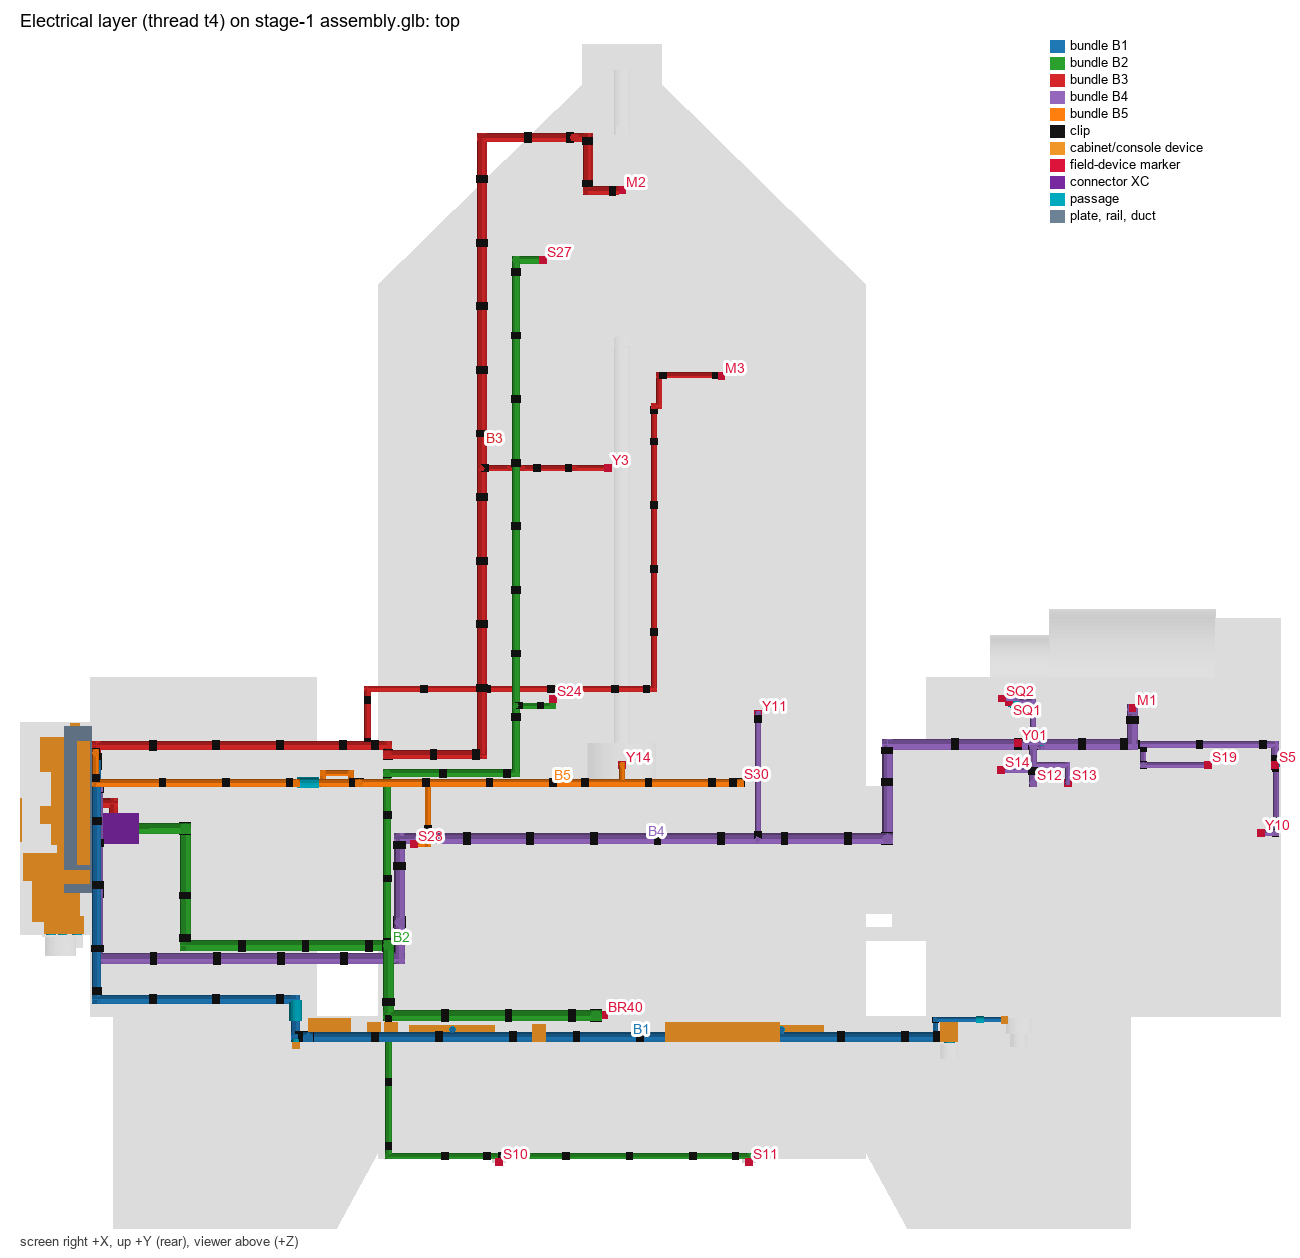 Electrical layer (thread t4) on stage-1 assembly.glb: top
bundle B1
bundle B2
bundle B3
bundle B4
bundle B5
clip
cabinet/console device
field-device marker
connector XC
passage
plate, rail, duct
M2
S27
M3
B3
Y3
S24
SQ2
M1
Y11
SQ1
Y01
Y14
S5
S14
S19
B5
S30
S12
S13
Y10
S28
B4
B2
BR40
B1
S10
S11
screen right +X, up +Y (rear), viewer above (+Z)